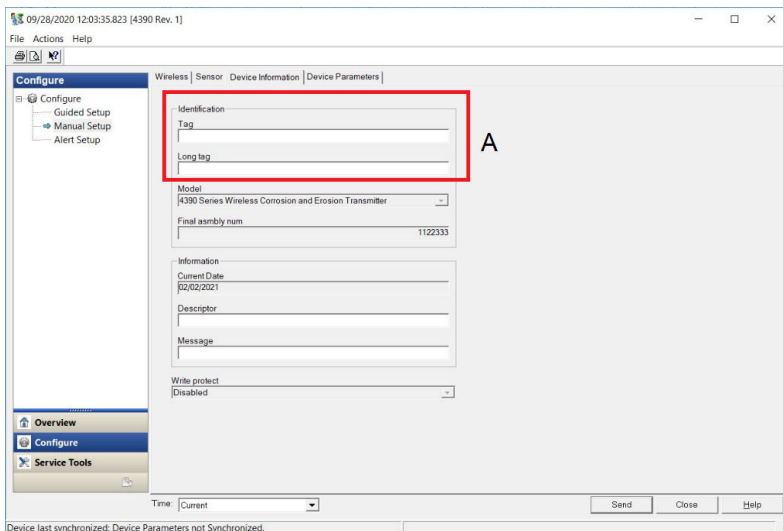 09/28/2020 12:03:35.823 [4390 Rev. 1]
File Actions Help
Configure
Configure
Guided Setup
Manual Setup
Alert Setup
Overview
Configure
Service Tools
Wireless Sensor Device Information Device Parameters
Identification
Tag
Long tag
A
Model
4390 Series Wireless Corrosion and Erosion Transmitter
Final asmbly num
1122333
Information
Current Date
02/02/2021
Descriptor
Message
Write protect
Disabled
Time: Current
Send Close Help
Device last synchronized: Device Parameters not Synchronized.